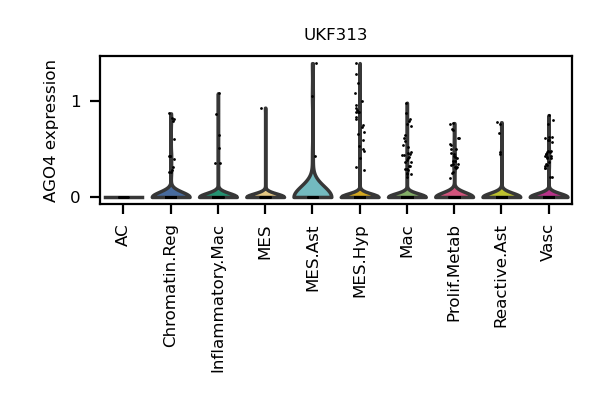 UKF313
AGO4 expression
1
0
AC
Chromatin.Reg
Inflammatory.Mac
MES
MES.Ast
MES.Hyp
Mac
Prolif.Metab
Reactive.Ast
Vasc